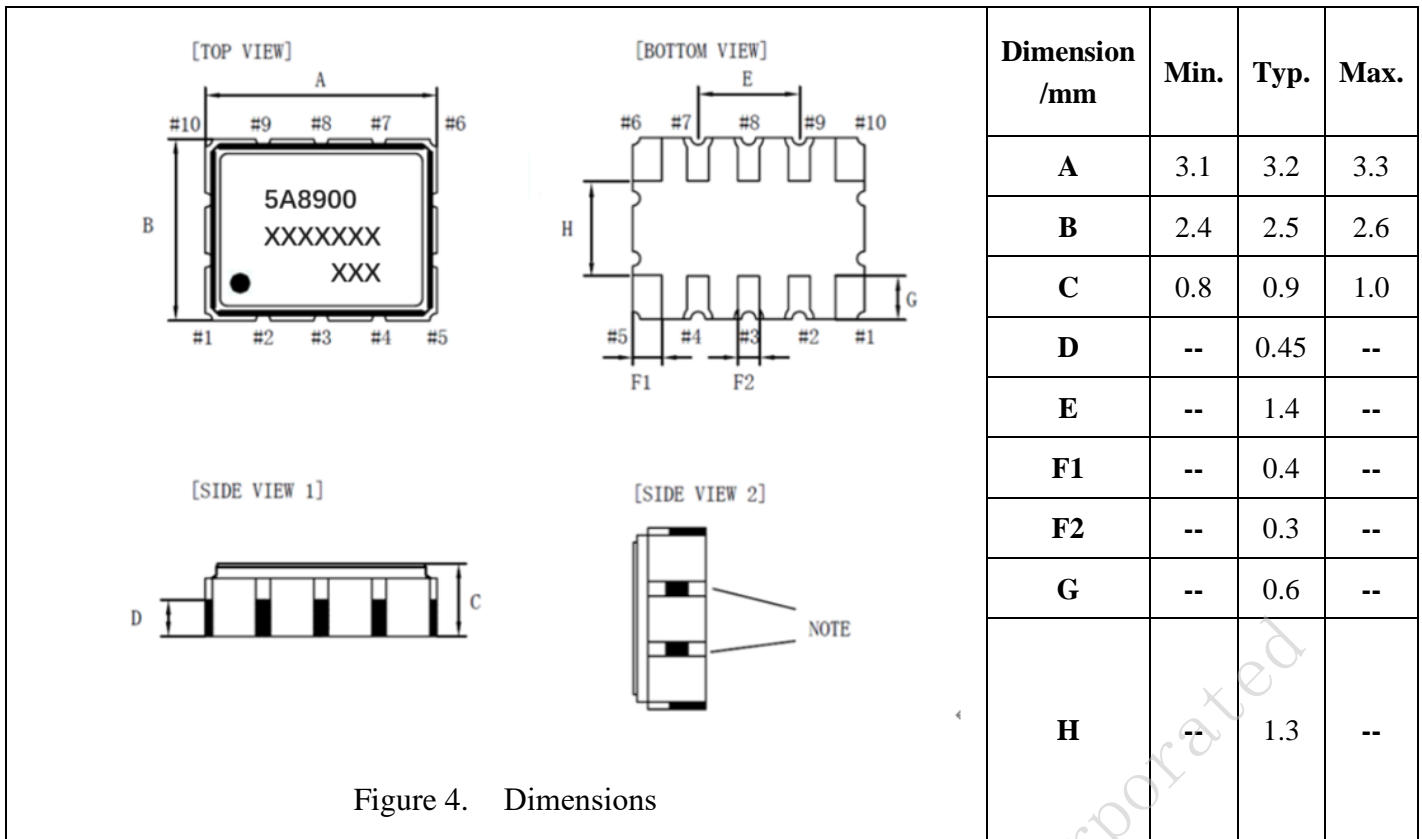 [TOP VIEW]
A
#10 #9 #8 #7 #6
B
5A8900
XXXXXXX
XXX
#1 #2 #3 #4 #5
[BOTTOM VIEW]
E
#6 #7 #8 #9 #10
H
G
#5 #4 #3 #2 #1
F1 F2
[SIDE VIEW 1]
D
C
[SIDE VIEW 2]
NOTE
Figure 4. Dimensions
Dimension /mm Min. Typ. Max.
A 3.1 3.2 3.3
B 2.4 2.5 2.6
C 0.8 0.9 1.0
D -- 0.45 --
E -- 1.4 --
F1 -- 0.4 --
F2 -- 0.3 --
G -- 0.6 --
H -- 1.3 --
porated